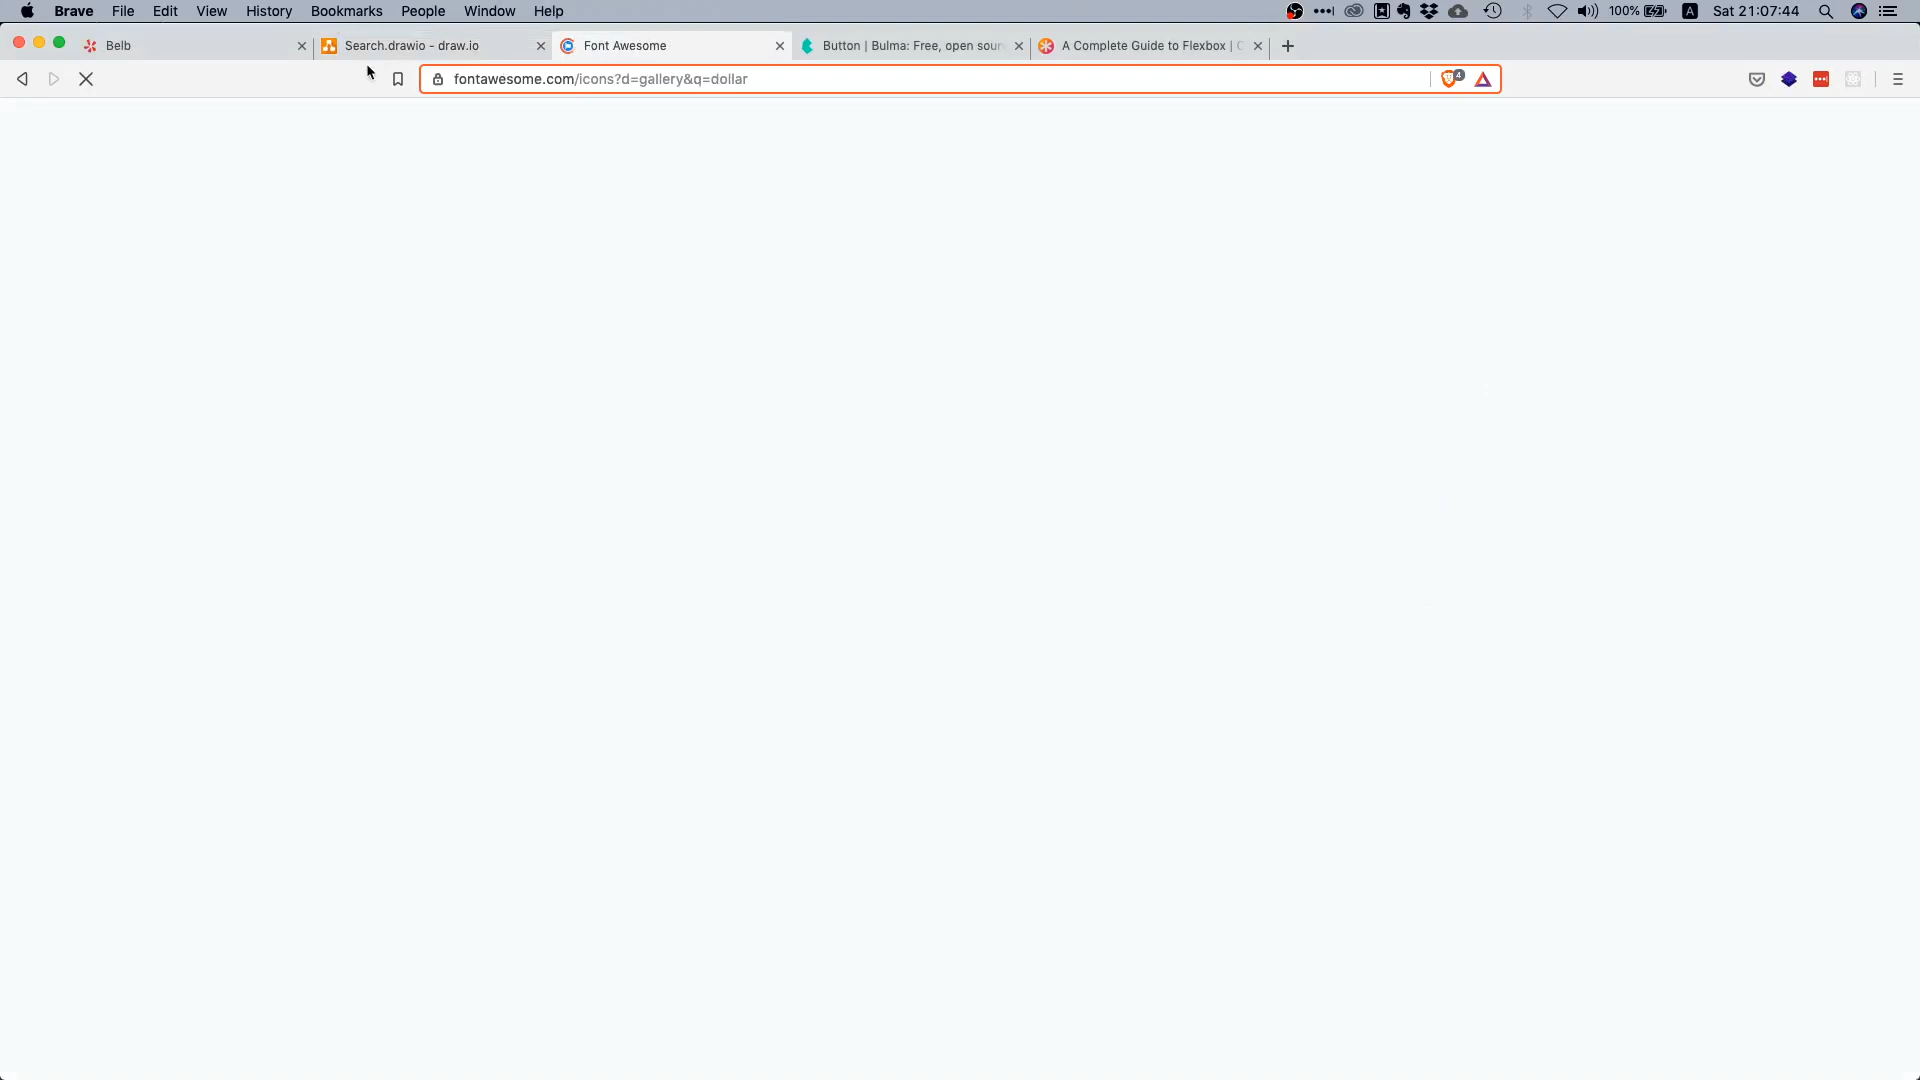 Brave File Edit View History Bookmarks People Window Help 100% A Sat 21:07:44
Belb Search.drawio - draw.io Font Awesome Button | Bulma: Free, open sour A Complete Guide to Flexbox | C
fontawesome.com/icons?d=gallery&q=dollar 4